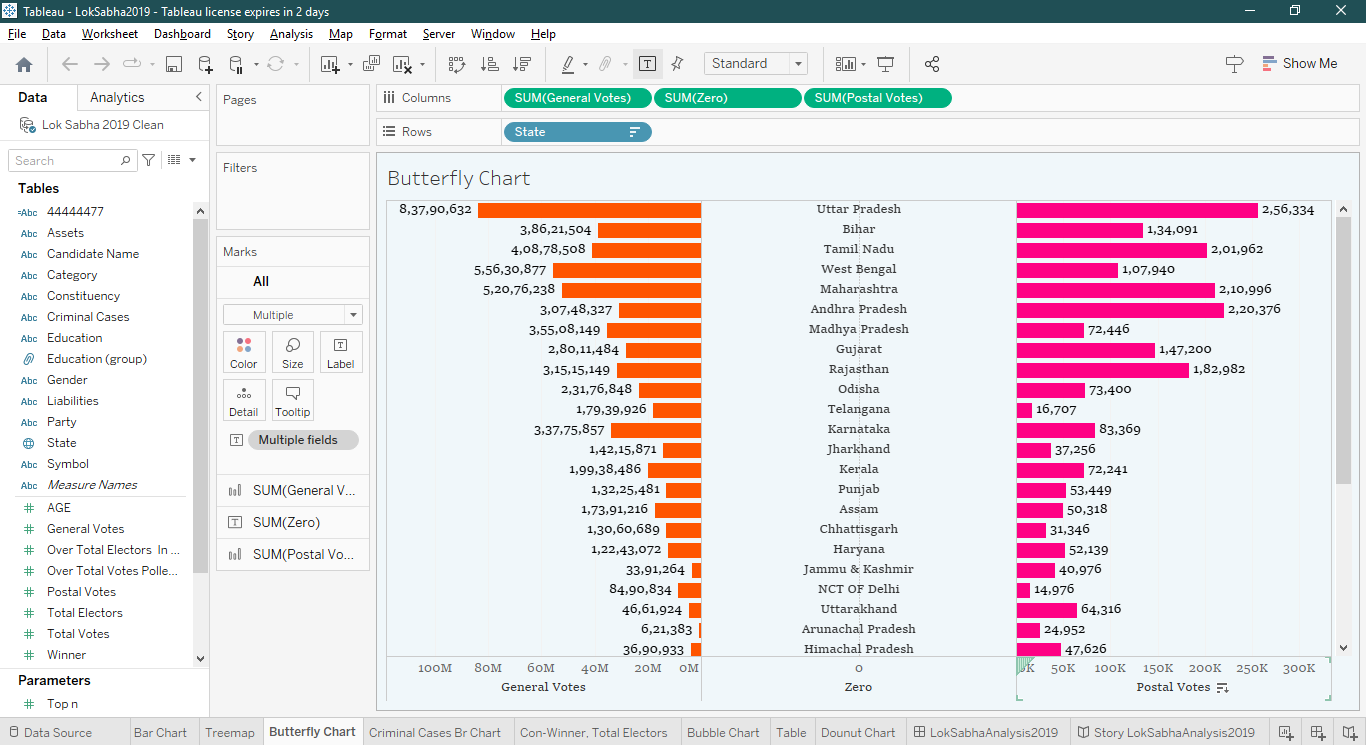 Tableau - LokSabha2019 - Tableau license expires in 2 days
File Data Worksheet Dashboard Story Analysis Map Format Server Window Help
Standard
Show Me
Data Analytics
Lok Sabha 2019 Clean
Search
Tables
=Abc 44444477
Abc Assets
Abc Candidate Name
Abc Category
Abc Constituency
Abc Criminal Cases
Abc Education
Education (group)
Abc Gender
Abc Liabilities
Abc Party
State
Abc Symbol
Abc Measure Names
# AGE
# General Votes
# Over Total Electors In ...
# Over Total Votes Polle...
# Postal Votes
# Total Electors
# Total Votes
# Winner
Parameters
# Top n
Pages
Filters
Marks
All
Multiple
Color Size Label
Detail Tooltip
Multiple fields
SUM(General V...
SUM(Zero)
SUM(Postal Vo...
Columns SUM(General Votes) SUM(Zero) SUM(Postal Votes)
Rows State
Butterfly Chart
8,37,90,632 Uttar Pradesh 2,56,334
3,86,21,504 Bihar 1,34,091
4,08,78,508 Tamil Nadu 2,01,962
5,56,30,877 West Bengal 1,07,940
5,20,76,238 Maharashtra 2,10,996
3,07,48,327 Andhra Pradesh 2,20,376
3,55,08,149 Madhya Pradesh 72,446
2,80,11,484 Gujarat 1,47,200
3,15,15,149 Rajasthan 1,82,982
2,31,76,848 Odisha 73,400
1,79,39,926 Telangana 16,707
3,37,75,857 Karnataka 83,369
1,42,15,871 Jharkhand 37,256
1,99,38,486 Kerala 72,241
1,32,25,481 Punjab 53,449
1,73,91,216 Assam 50,318
1,30,60,689 Chhattisgarh 31,346
1,22,43,072 Haryana 52,139
33,91,264 Jammu & Kashmir 40,976
84,90,834 NCT OF Delhi 14,976
46,61,924 Uttarakhand 64,316
6,21,383 Arunachal Pradesh 24,952
36,90,933 Himachal Pradesh 47,626
100M 80M 60M 40M 20M 0M 0 0K 50K 100K 150K 200K 250K 300K
General Votes Zero Postal Votes
Data Source Bar Chart Treemap Butterfly Chart Criminal Cases Br Chart Con-Winner, Total Electors Bubble Chart Table Dounut Chart LokSabhaAnalysis2019 Story LokSabhaAnalysis2019